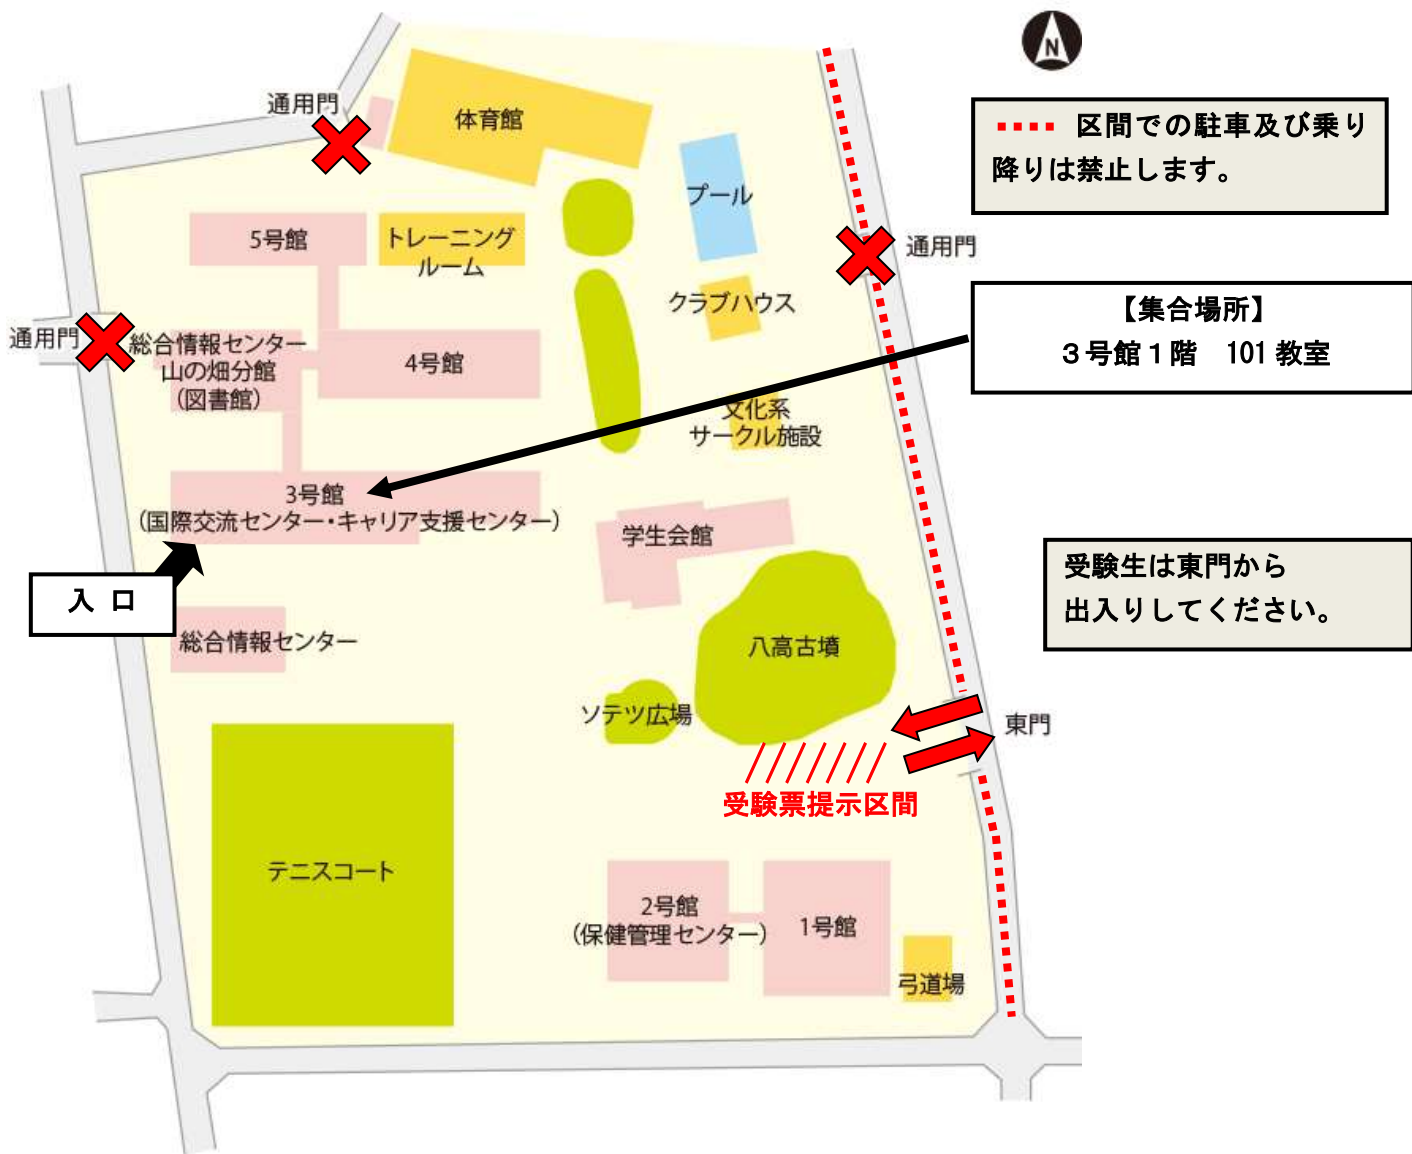 N
区間での駐車及び乗り
降りは禁止します。
通用門
体育館
プール
5号館
トレーニング
ルーム
通用門
クラブハウス
【集合場所】
３号館１階　101 教室
通用門
総合情報センター
山の畑分館
（図書館）
4号館
文化系
サークル施設
3号館
（国際交流センター・キャリア支援センター）
学生会館
受験生は東門から
出入りしてください。
入 口
総合情報センター
八高古墳
ソテツ広場
東門
受験票提示区間
テニスコート
2号館
（保健管理センター）
1号館
弓道場